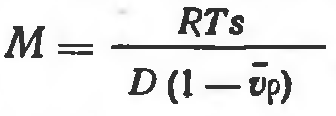 M = RTs / D (1 — v̄ρ)